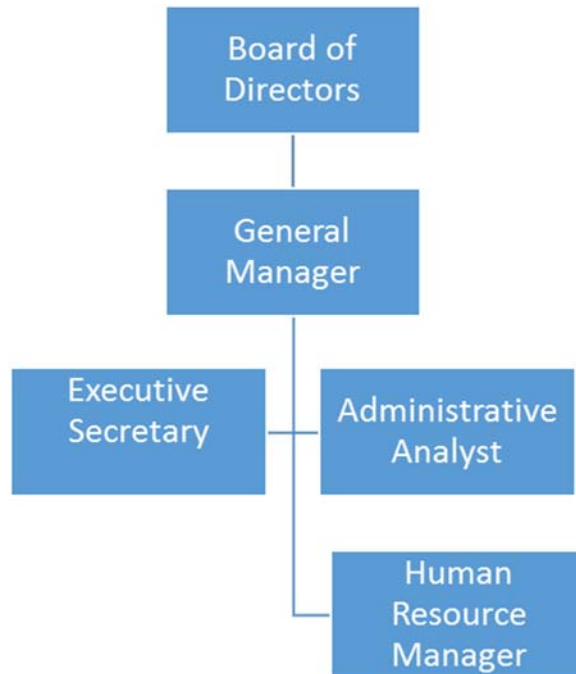 Board of
Directors
General
Manager
Executive
Secretary
Administrative
Analyst
Human
Resource
Manager